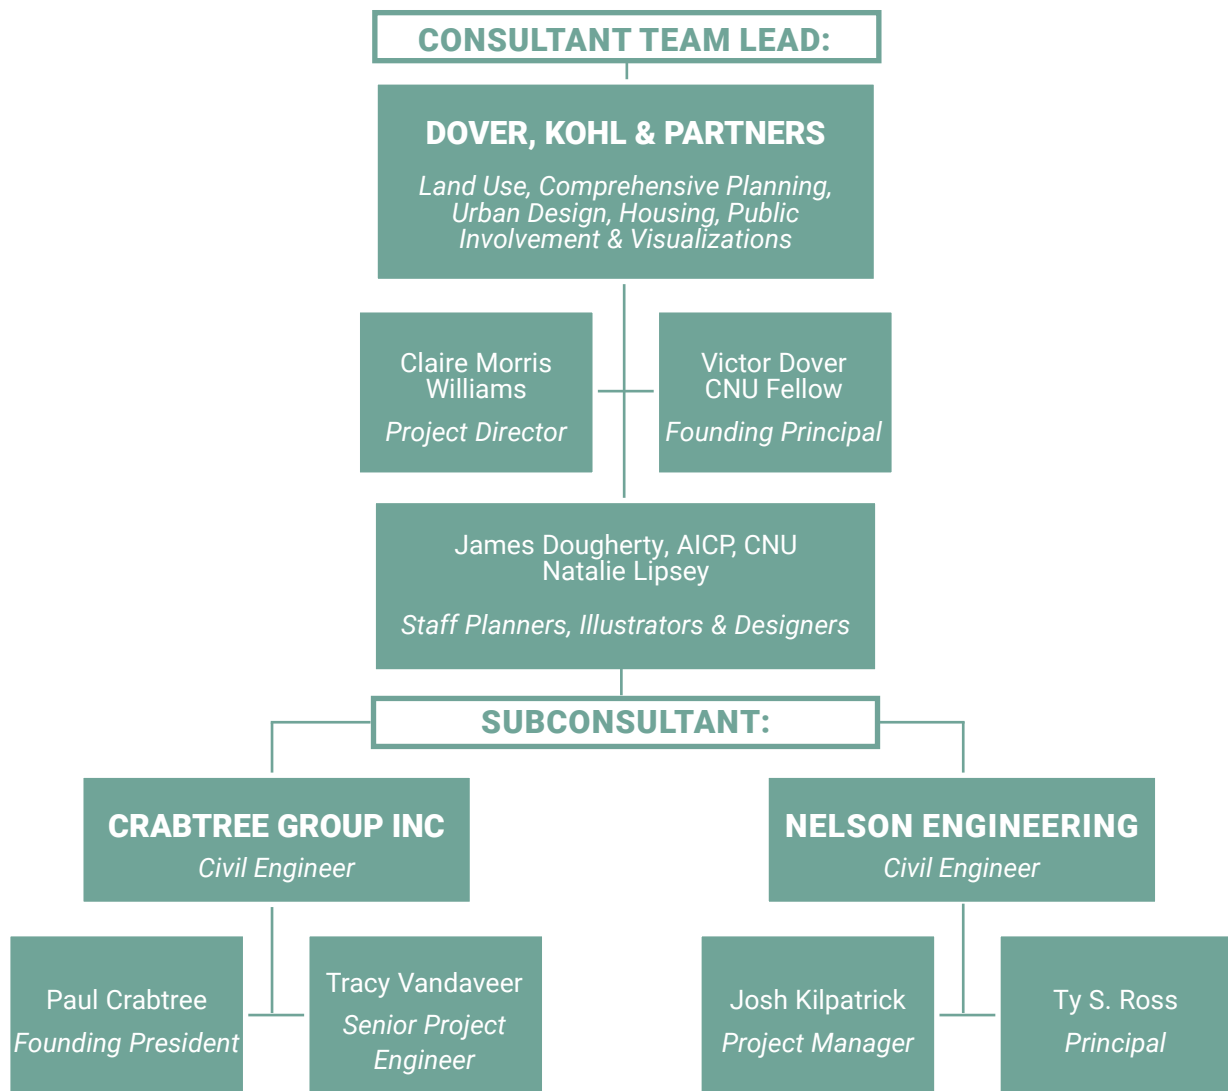 CONSULTANT TEAM LEAD:
DOVER, KOHL & PARTNERS
Land Use, Comprehensive Planning,
Urban Design, Housing, Public
Involvement & Visualizations
Claire Morris
Williams
Project Director
Victor Dover
CNU Fellow
Founding Principal
James Dougherty, AICP, CNU
Natalie Lipsey
Staff Planners, Illustrators & Designers
SUBCONSULTANT:
CRABTREE GROUP INC
Civil Engineer
Paul Crabtree
Founding President
Tracy Vandaveer
Senior Project
Engineer
NELSON ENGINEERING
Civil Engineer
Josh Kilpatrick
Project Manager
Ty S. Ross
Principal